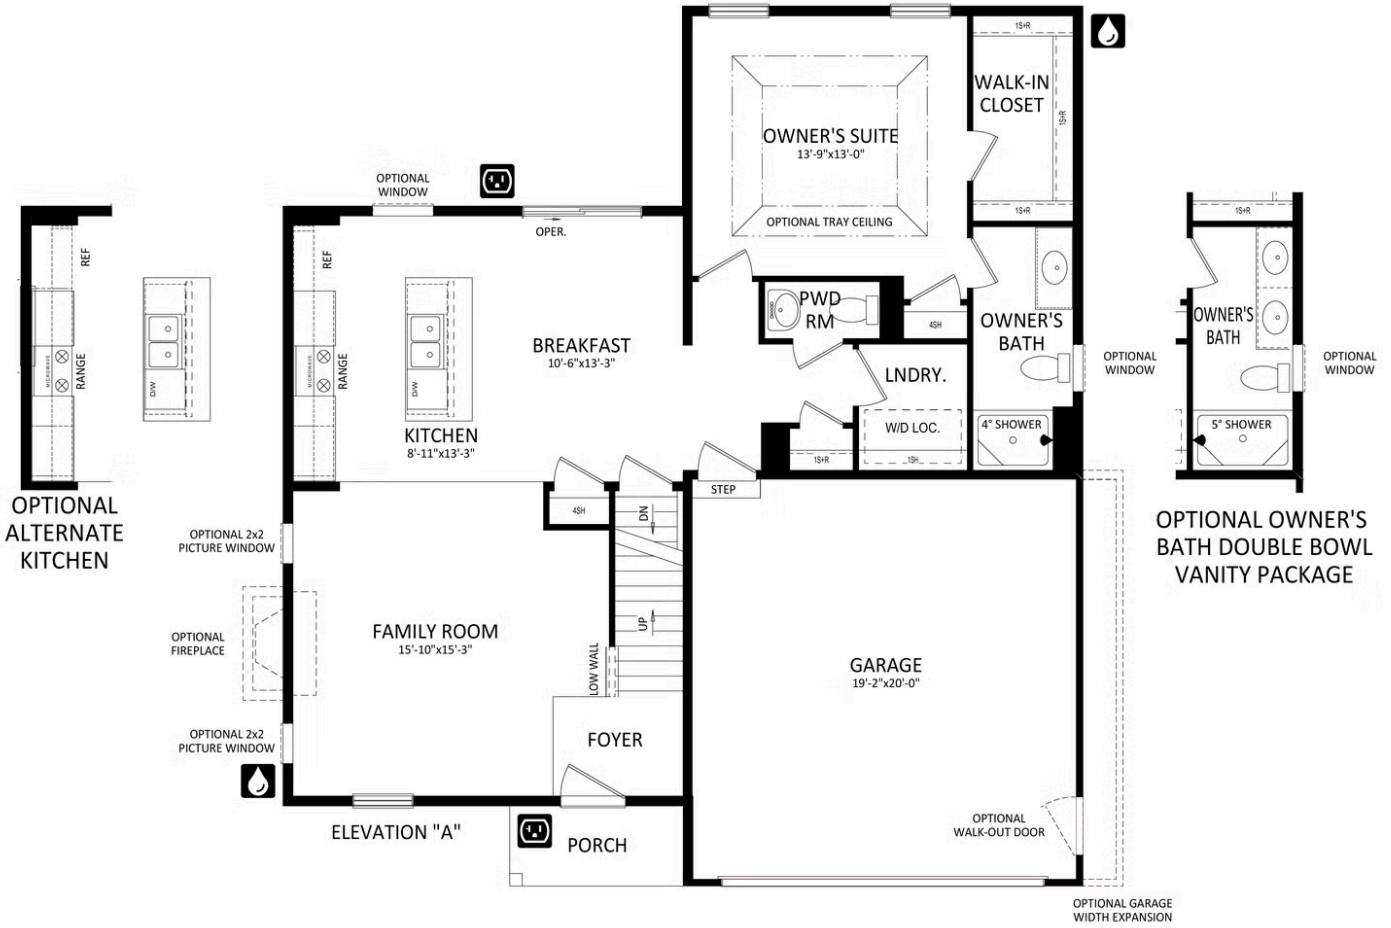 1S+R
WALK-IN
CLOSET
1S+R
OWNER'S SUITE
13'-9"x13'-0"
OPTIONAL TRAY CEILING
1S+R
OPTIONAL
WINDOW
OPER.
REF
RANGE
MICROWAVE
D/W
OPTIONAL
ALTERNATE
KITCHEN
REF
RANGE
MICROWAVE
D/W
KITCHEN
8'-11"x13'-3"
BREAKFAST
10'-6"x13'-3"
PWD
RM
4SH
OWNER'S
BATH
OPTIONAL
WINDOW
LNDRY.
W/D LOC.
1SH
1S+R
4° SHOWER
1S+R
OWNER'S
BATH
OPTIONAL
WINDOW
5° SHOWER
OPTIONAL OWNER'S
BATH DOUBLE BOWL
VANITY PACKAGE
STEP
4SH
DN
UP
LOW WALL
OPTIONAL 2x2
PICTURE WINDOW
OPTIONAL
FIREPLACE
OPTIONAL 2x2
PICTURE WINDOW
FAMILY ROOM
15'-10"x15'-3"
FOYER
GARAGE
19'-2"x20'-0"
OPTIONAL
WALK-OUT DOOR
ELEVATION "A"
PORCH
OPTIONAL GARAGE
WIDTH EXPANSION